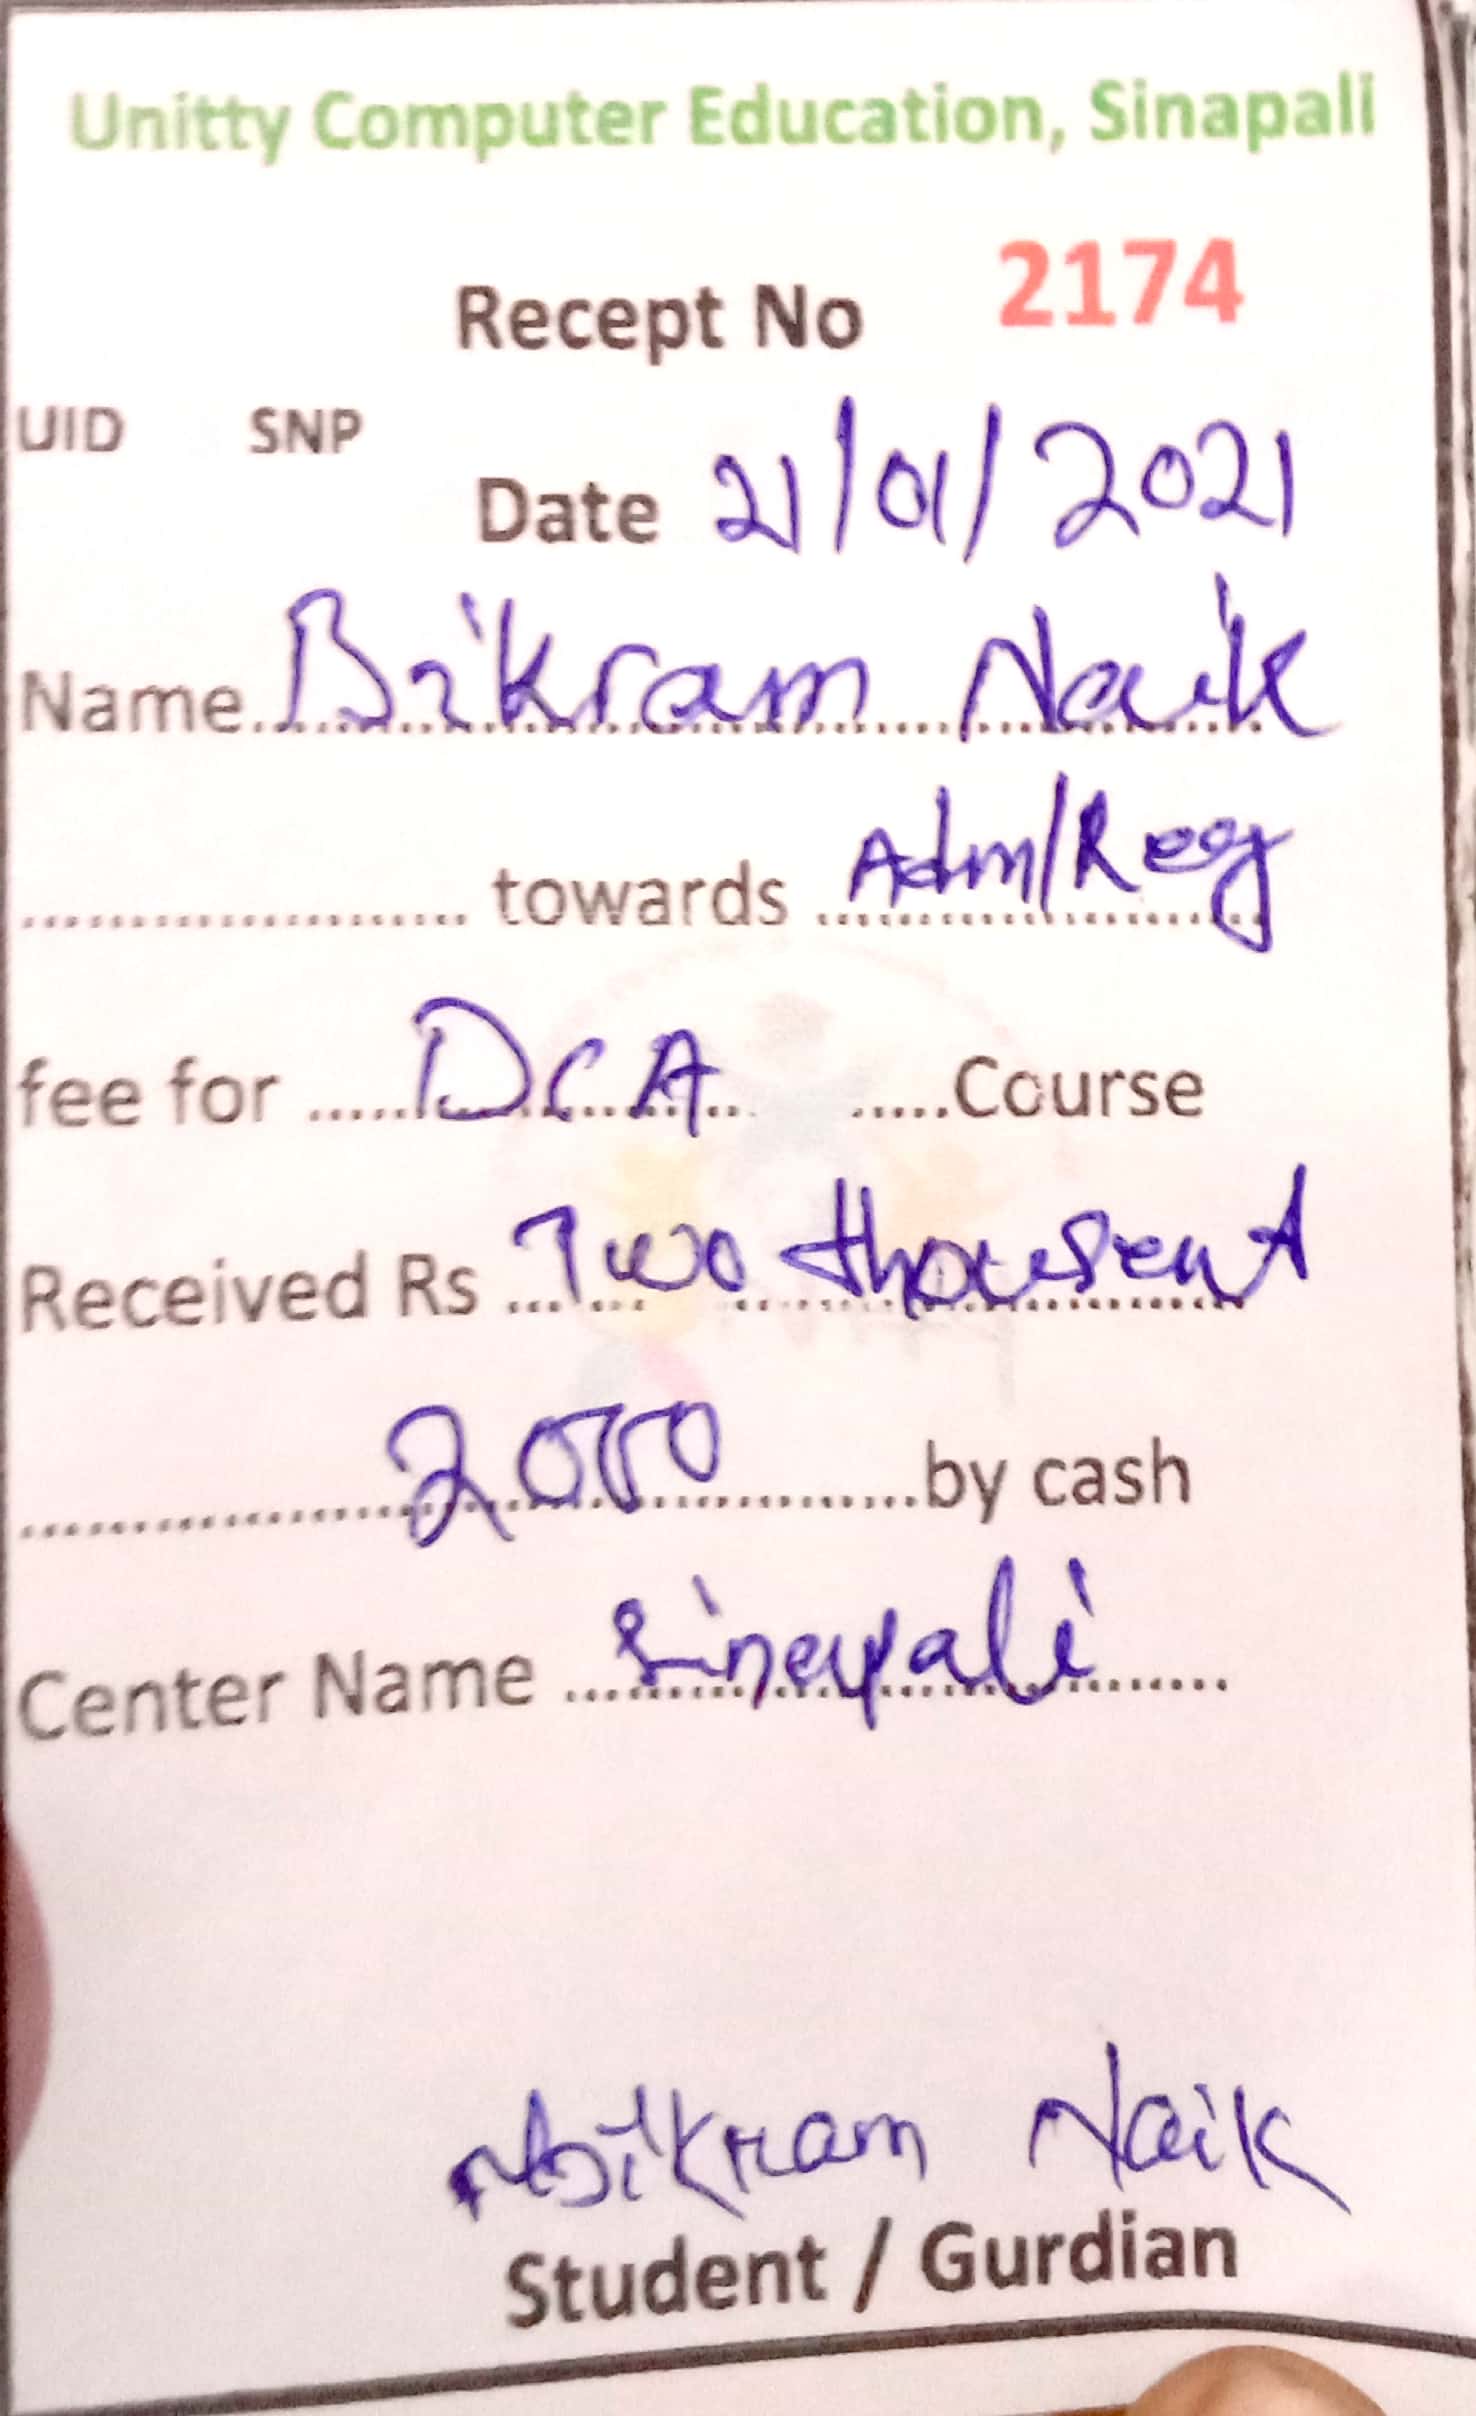 Unitty Computer Education, Sinapali
Recept No 2174
UID SNP
Date 21/01/2021
Name Bikram Naik
towards Adm/Reg
fee for DCA Course
Received Rs Two thousent
2000 by cash
Center Name Sinapali
Bikram Naik
Student / Gurdian